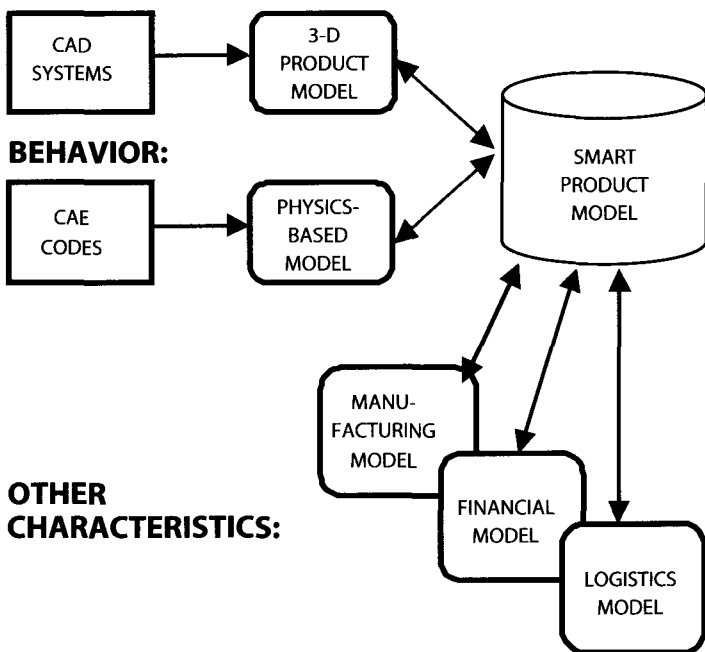 CAD
SYSTEMS
3-D
PRODUCT
MODEL
SMART
PRODUCT
MODEL
BEHAVIOR:
CAE
CODES
PHYSICS-
BASED
MODEL
MANU-
FACTURING
MODEL
OTHER
CHARACTERISTICS:
FINANCIAL
MODEL
LOGISTICS
MODEL